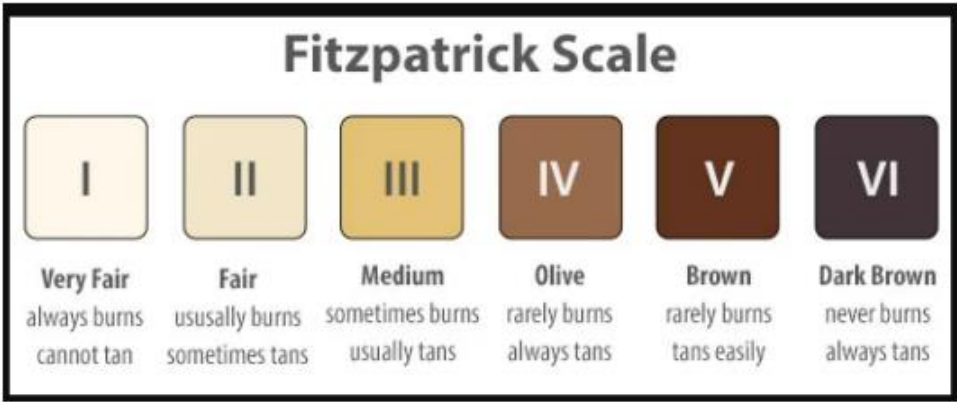 Fitzpatrick Scale
I II III IV V VI
Very Fair Fair Medium Olive Brown Dark Brown
always burns ususally burns sometimes burns rarely burns rarely burns never burns
cannot tan sometimes tans usually tans always tans tans easily always tans